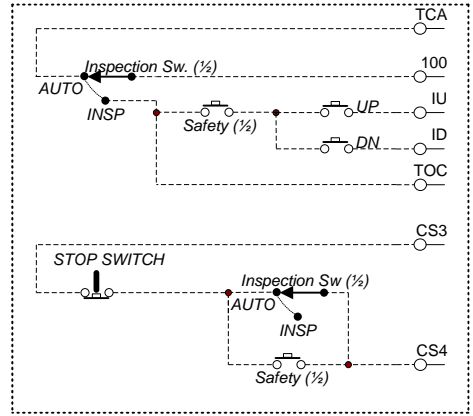 TCA
Inspection Sw. (½)
100
AUTO
INSP
UP
IU
Safety (½)
DN
ID
TOC
CS3
STOP SWITCH
Inspection Sw (½)
AUTO
INSP
CS4
Safety (½)